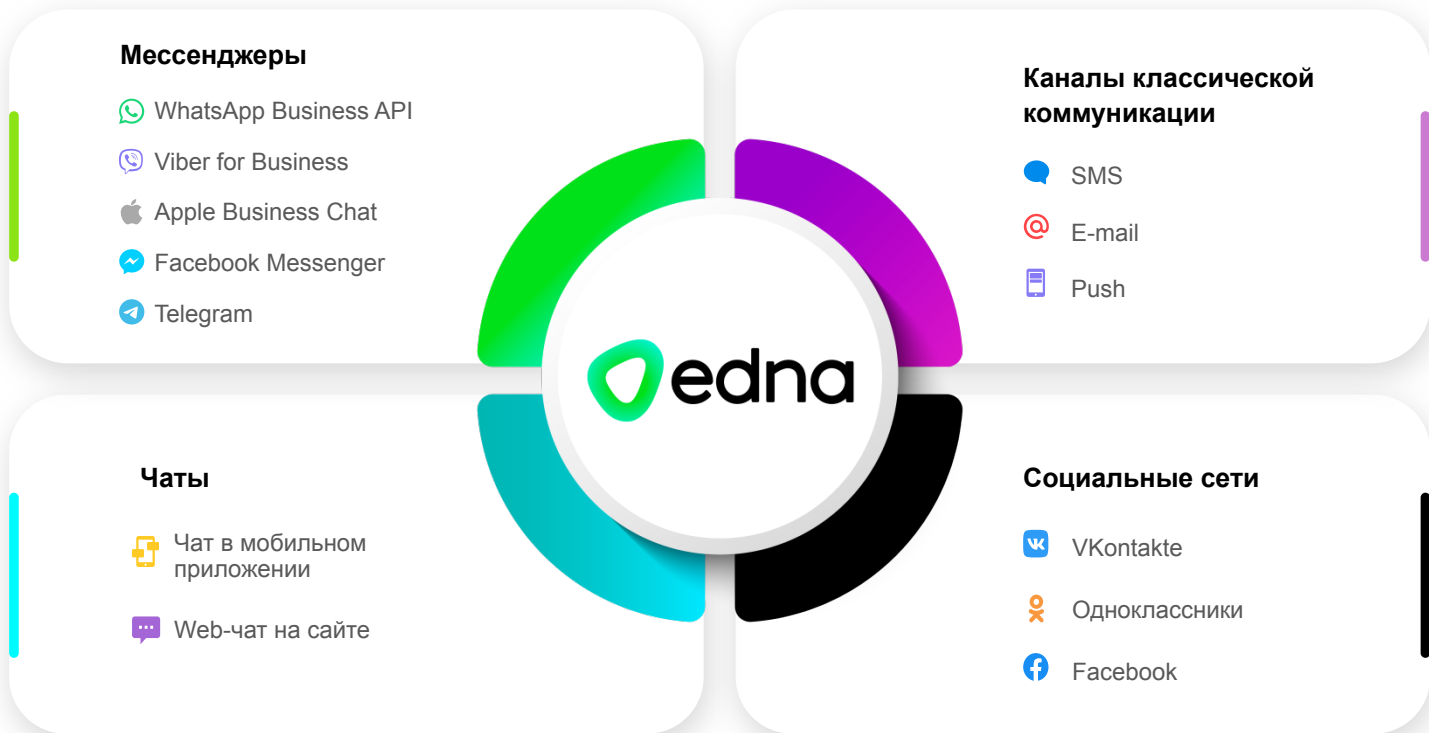 Мессенджеры
WhatsApp Business API
Viber for Business
Apple Business Chat
Facebook Messenger
Telegram
Каналы классической
коммуникации
SMS
E-mail
Push
edna
Чаты
Чат в мобильном
приложении
Web-чат на сайте
Социальные сети
VKontakte
Одноклассники
Facebook